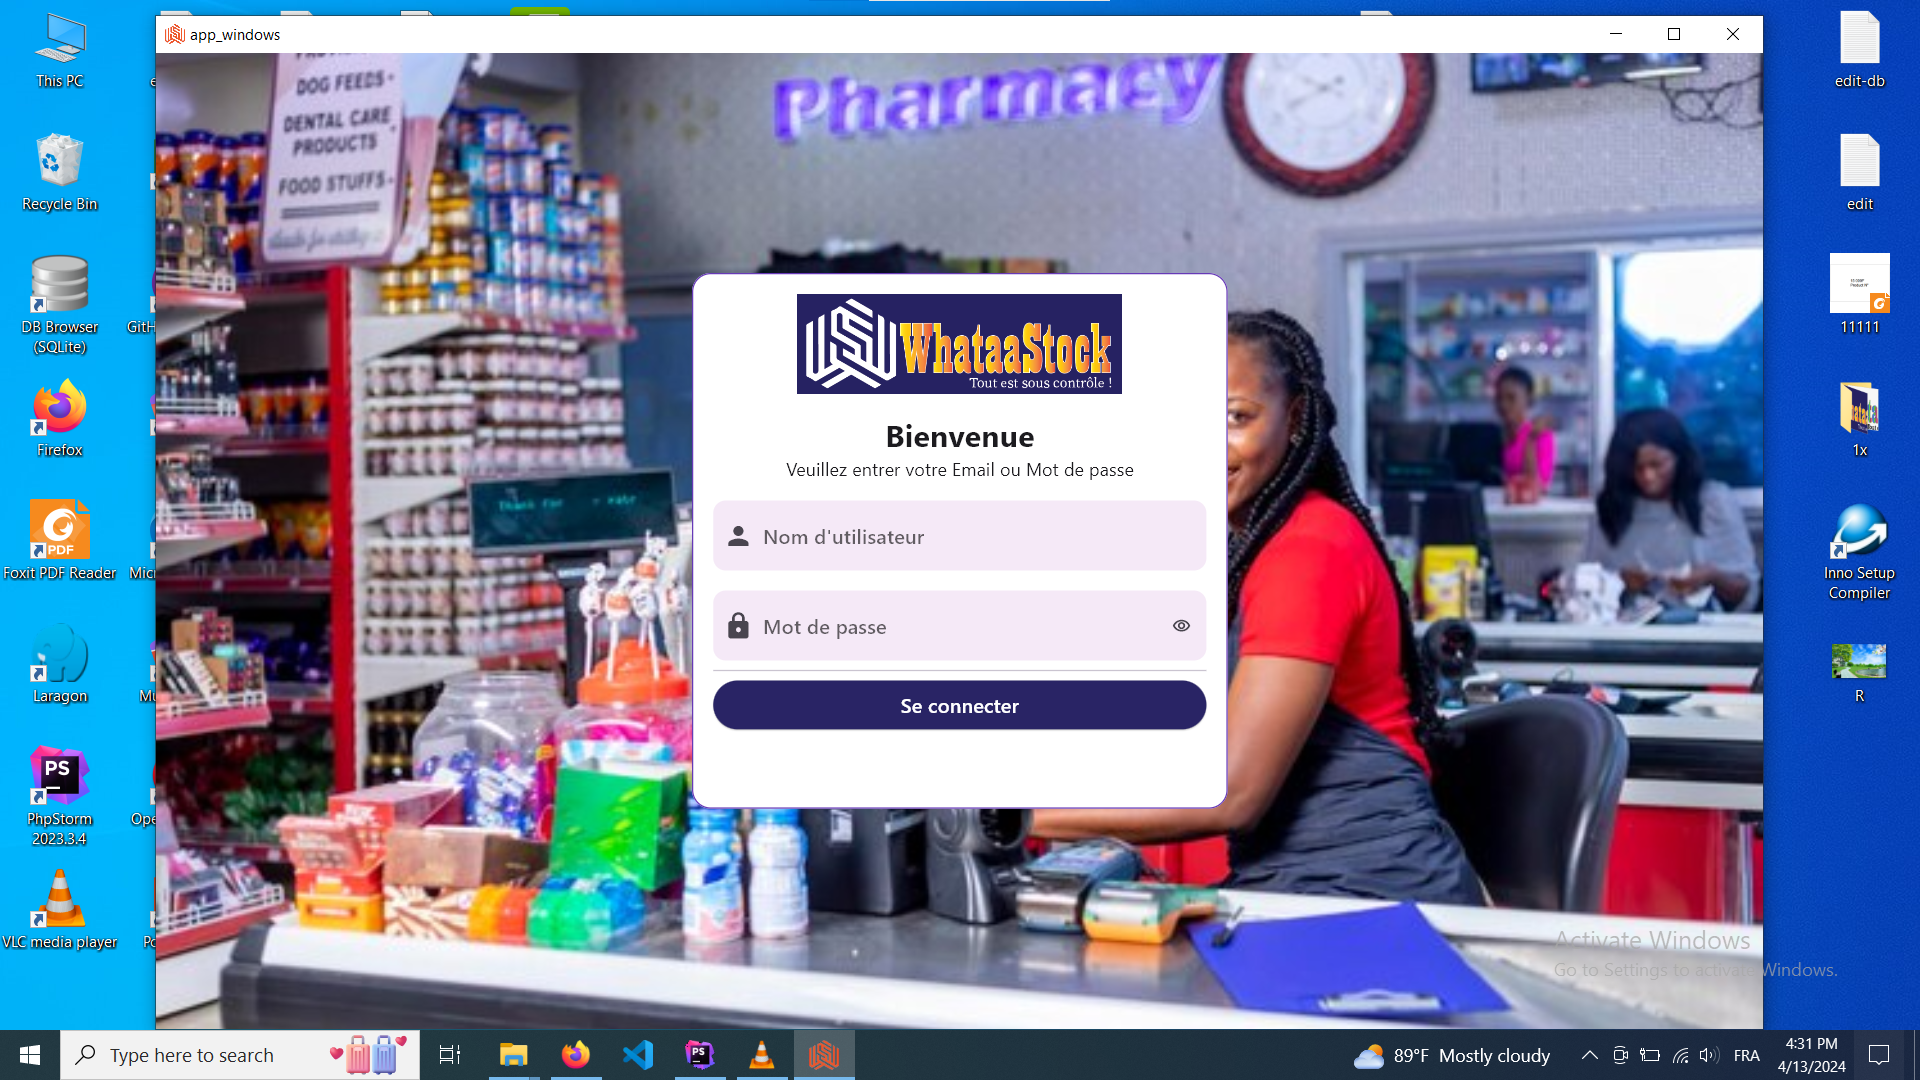 app_windows
This PC
Recycle Bin
DB Browser
(SQLite)
Firefox
Foxit PDF Reader
Laragon
PhpStorm
2023.3.4
VLC media player
DOG FEEDS
DENTAL CARE
PRODUCTS
FOOD STUFFS
Pharmacy
WhataaStock
Tout est sous contrôle !
Bienvenue
Veuillez entrer votre Email ou Mot de passe
Nom d'utilisateur
Mot de passe
Se connecter
edit-db
edit
11111
1x
Inno Setup
Compiler
R
Activate Windows
Go to Settings to activate Windows.
Type here to search
89°F Mostly cloudy
FRA
4:31 PM
4/13/2024